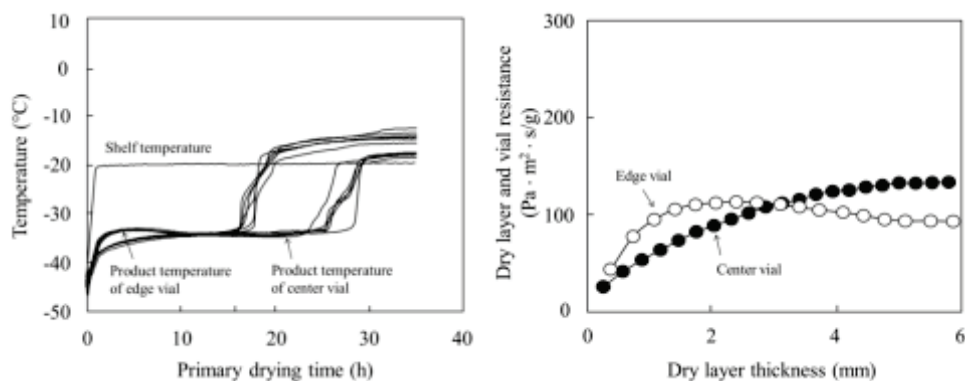 10
0
-10
-20
-30
-40
-50
Temperature (°C)
Shelf temperature
Product temperature
of edge vial
Product temperature
of center vial
0
10
20
30
40
Primary drying time (h)
300
200
100
0
Dry layer and vial resistance
(Pa · m² · s/g)
Edge vial
Center vial
0
2
4
6
Dry layer thickness (mm)